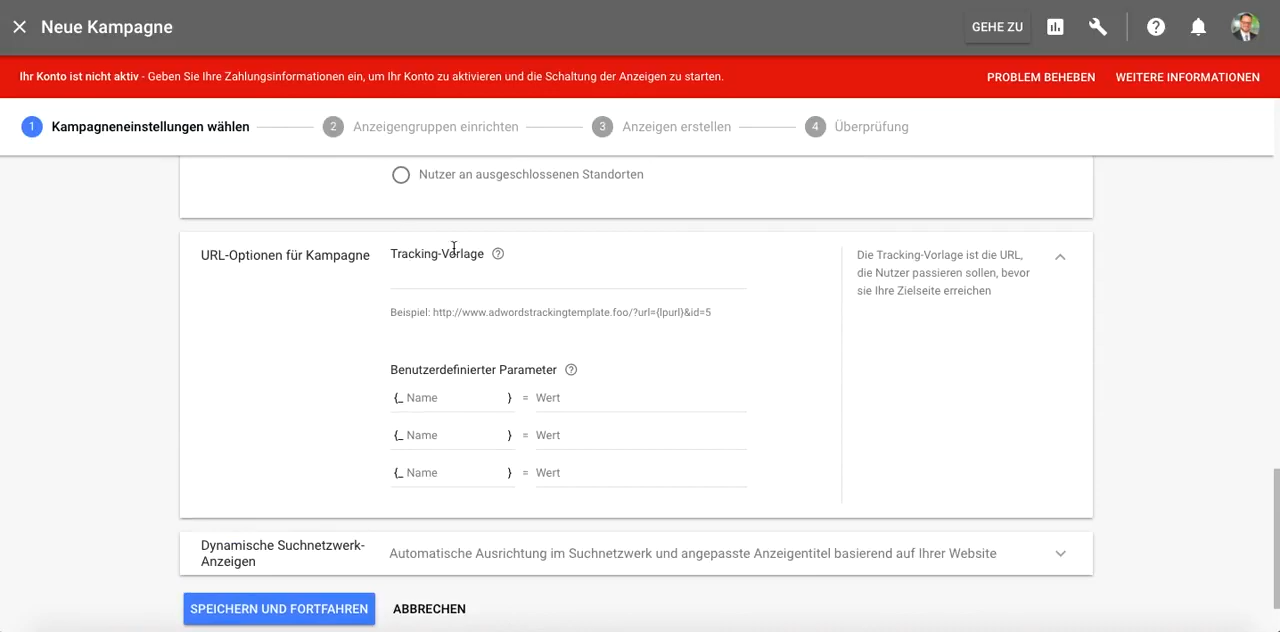 Neue Kampagne
GEHE ZU
Ihr Konto ist nicht aktiv - Geben Sie Ihre Zahlungsinformationen ein, um Ihr Konto zu aktivieren und die Schaltung der Anzeigen zu starten.
PROBLEM BEHEBEN
WEITERE INFORMATIONEN
1 Kampagneneinstellungen wählen
2 Anzeigengruppen einrichten
3 Anzeigen erstellen
4 Überprüfung
Nutzer an ausgeschlossenen Standorten
URL-Optionen für Kampagne
Tracking-Vorlage ?
Beispiel: http://www.adwordstrackingtemplate.foo/?url={lpurl}&id=5
Benutzerdefinierter Parameter ?
{_ Name } = Wert
{_ Name } = Wert
{_ Name } = Wert
Die Tracking-Vorlage ist die URL,
die Nutzer passieren sollen, bevor
sie Ihre Zielseite erreichen
Dynamische Suchnetzwerk-
Anzeigen
Automatische Ausrichtung im Suchnetzwerk und angepasste Anzeigentitel basierend auf Ihrer Website
SPEICHERN UND FORTFAHREN
ABBRECHEN